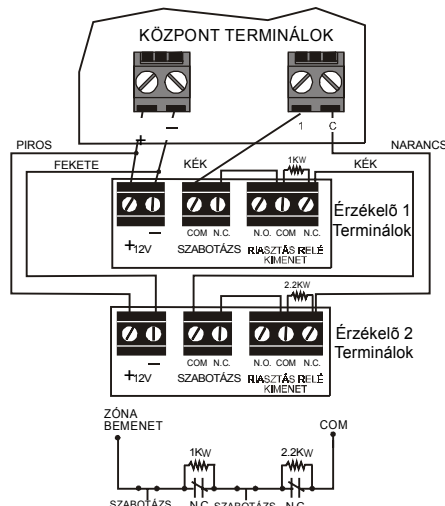 KÖZPONT TERMINÁLOK
+ – 1 C
PIROS NARANCS
FEKETE KÉK KÉK
1KW
COM N.C. N.O. COM N.C.
+12V – SZABOTÁZS RIASZTÁS RELÉ
KIMENET
Érzékelõ 1
Terminálok
2.2KW
COM N.C. N.O. COM N.C.
+12V – SZABOTÁZS RIASZTÁS RELÉ
KIMENET
Érzékelõ 2
Terminálok
ZÓNA
BEMENET
COM
1KW 2.2KW
SZABOTÁZS N.C. SZABOTÁZS N.C.